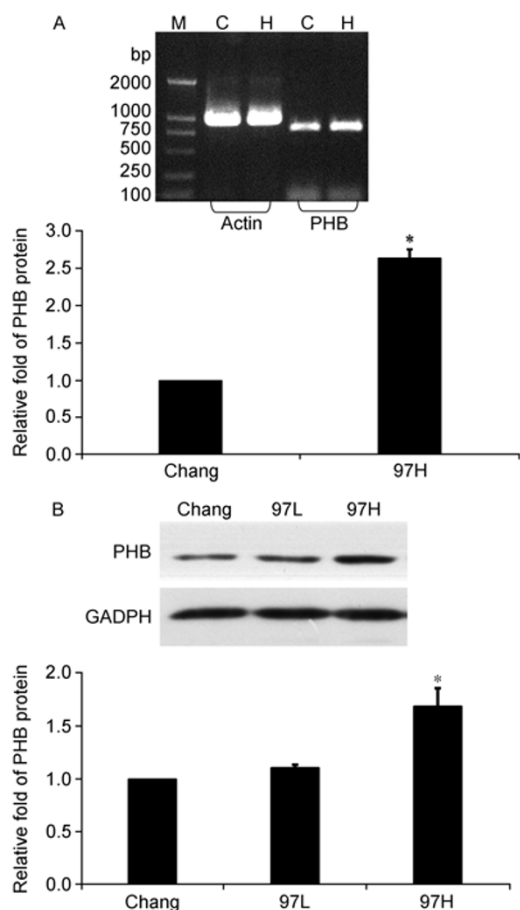 A
M C H C H
bp
2000
1000
750
500
250
100
Actin PHB
Relative fold of PHB protein
3.0
2.5
2.0
1.5
1.0
0.5
0.0
*
Chang 97H
B
Chang 97L 97H
PHB
GADPH
Relative fold of PHB protein
2.0
1.5
1.0
0.5
0.0
*
Chang 97L 97H